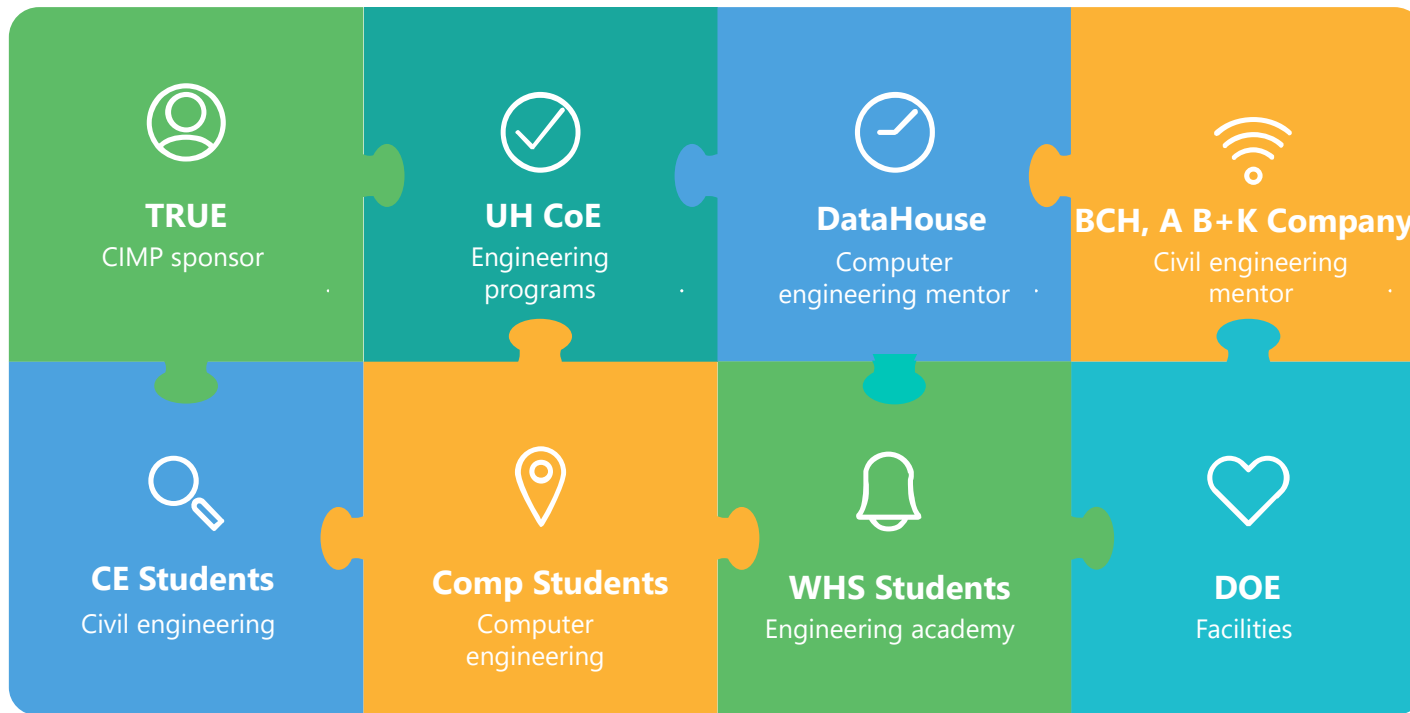 TRUE
CIMP sponsor
UH CoE
Engineering
programs
DataHouse
Computer
engineering mentor
BCH, A B+K Company
Civil engineering
mentor
CE Students
Civil engineering
Comp Students
Computer
engineering
WHS Students
Engineering academy
DOE
Facilities